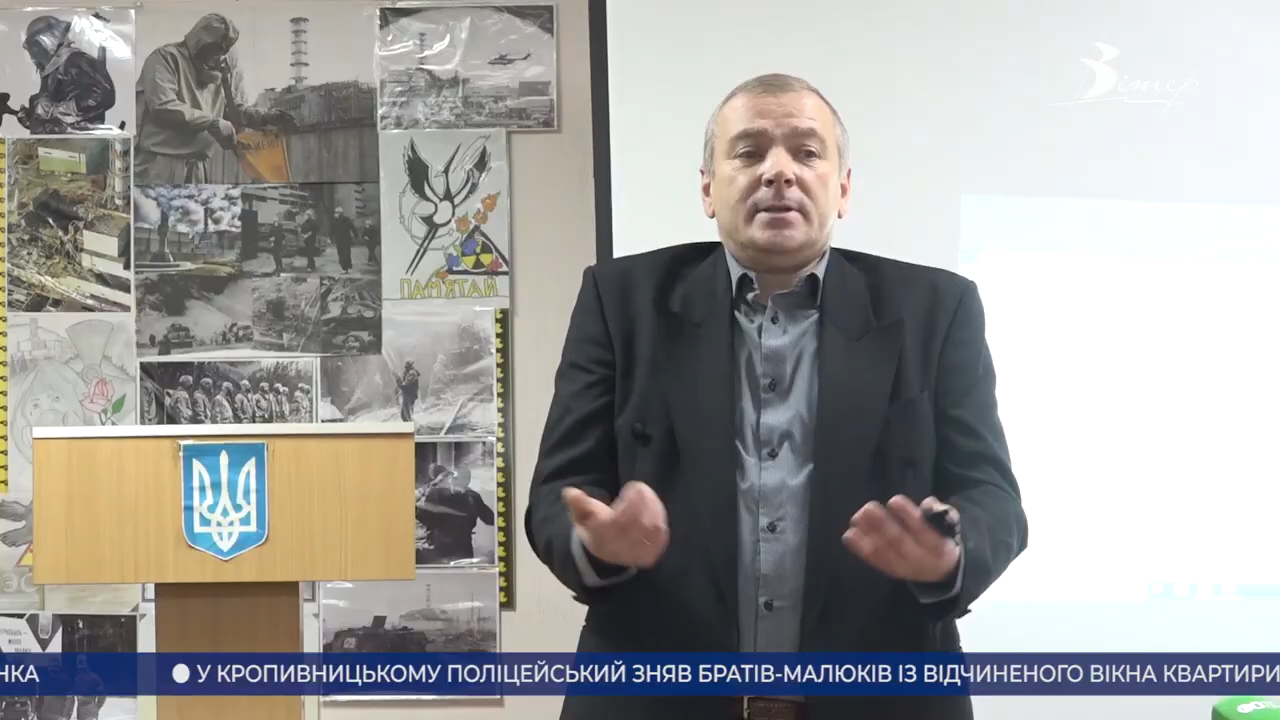 Вітер
ПАМ'ЯТАЙ
НКА
У КРОПИВНИЦЬКОМУ ПОЛІЦЕЙСЬКИЙ ЗНЯВ БРАТІВ-МАЛЮКІВ ІЗ ВІДЧИНЕНОГО ВІКНА КВАРТИРИ